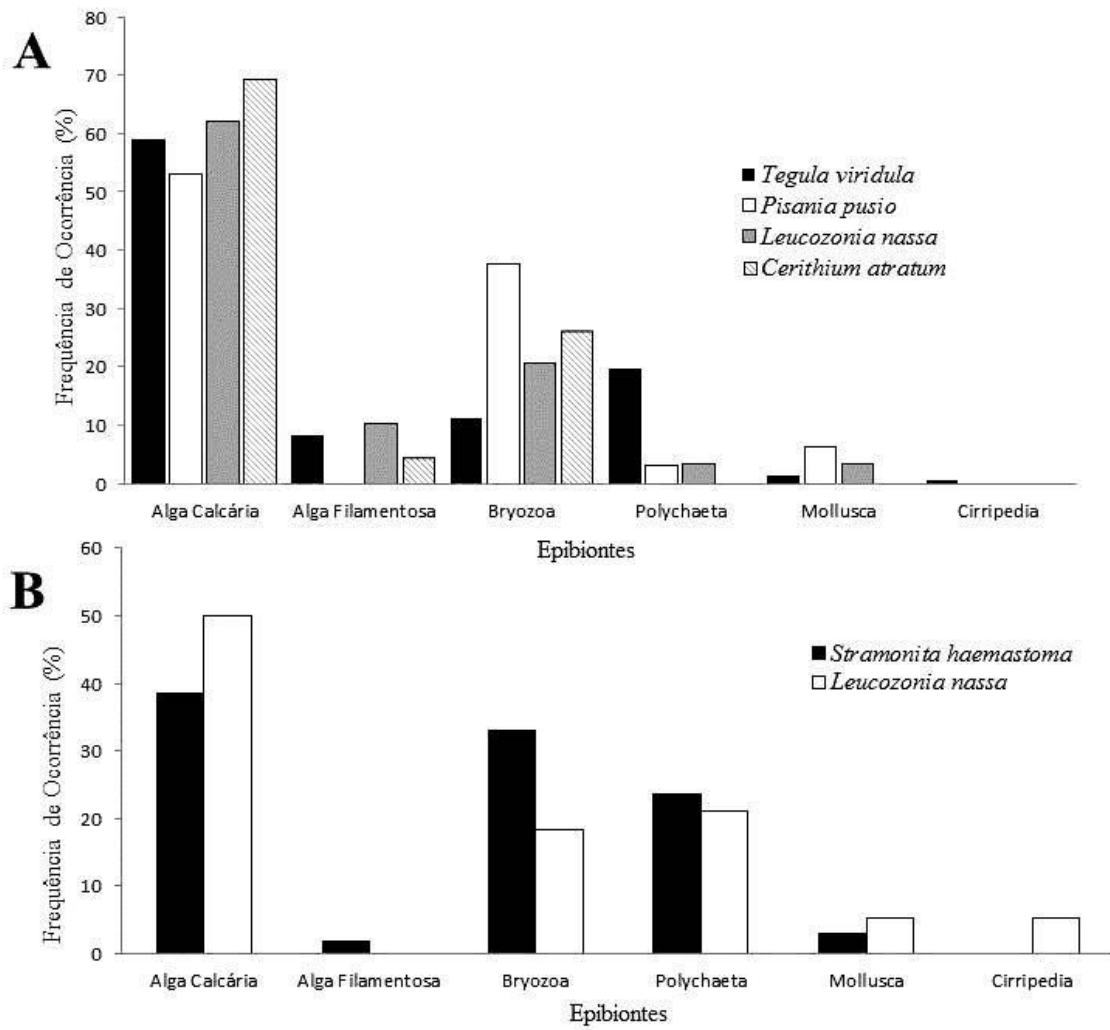 A
Frequência de Ocorrência (%)
80
70
60
50
40
30
20
10
0
Tegula viridula
Pisania pusio
Leucozonia nassa
Cerithium atratum
Alga Calcária
Alga Filamentosa
Bryozoa
Polychaeta
Mollusca
Cirripedia
Epibiontes
B
Frequência de Ocorrência (%)
60
50
40
30
20
10
0
Stramonita haemastoma
Leucozonia nassa
Alga Calcária
Alga Filamentosa
Bryozoa
Polychaeta
Mollusca
Cirripedia
Epibiontes